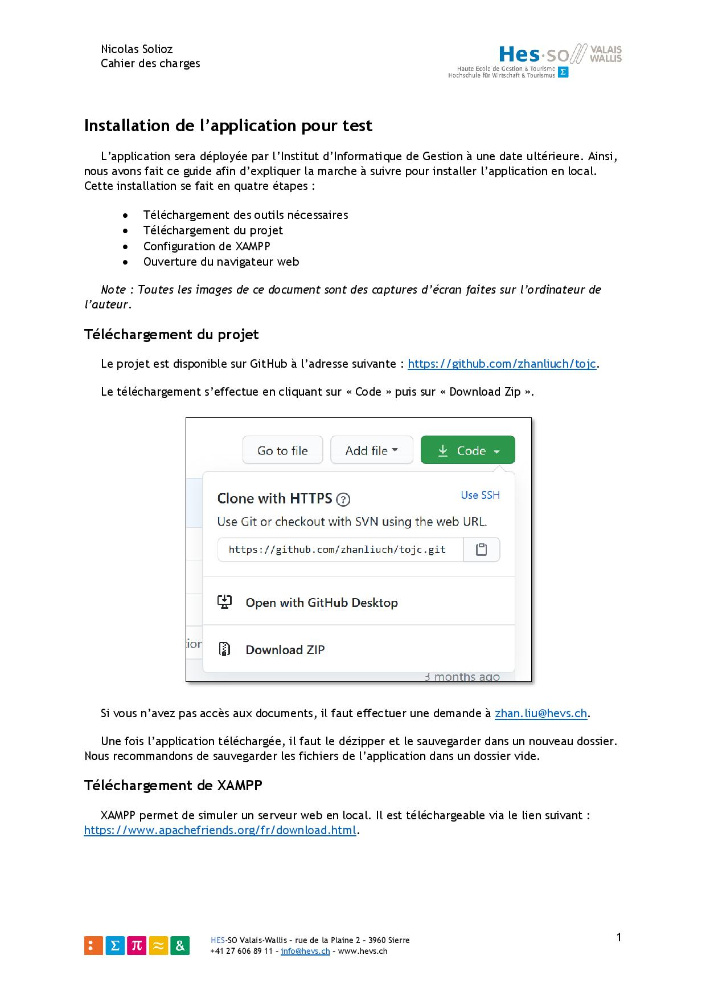 Nicolas Solioz
Cahier des charges
Hes·so VALAIS
WALLIS
Haute Ecole de Gestion & Tourisme
Hochschule für Wirtschaft & Tourismus Σ
Installation de l’application pour test
L’application sera déployée par l’Institut d’Informatique de Gestion à une date ultérieure. Ainsi,
nous avons fait ce guide afin d’expliquer la marche à suivre pour installer l’application en local.
Cette installation se fait en quatre étapes :
• Téléchargement des outils nécessaires
• Téléchargement du projet
• Configuration de XAMPP
• Ouverture du navigateur web
Note : Toutes les images de ce document sont des captures d’écran faites sur l’ordinateur de
l’auteur.
Téléchargement du projet
Le projet est disponible sur GitHub à l’adresse suivante : https://github.com/zhanliuch/tojc.
Le téléchargement s’effectue en cliquant sur « Code » puis sur « Download Zip ».
Go to file Add file Code
Clone with HTTPS ? Use SSH
Use Git or checkout with SVN using the web URL.
https://github.com/zhanliuch/tojc.git
Open with GitHub Desktop
tion
Download ZIP
3 months ago
Si vous n’avez pas accès aux documents, il faut effectuer une demande à zhan.liu@hevs.ch.
Une fois l’application téléchargée, il faut le dézipper et le sauvegarder dans un nouveau dossier.
Nous recommandons de sauvegarder les fichiers de l’application dans un dossier vide.
Téléchargement de XAMPP
XAMPP permet de simuler un serveur web en local. Il est téléchargeable via le lien suivant :
https://www.apachefriends.org/fr/download.html.
: Σ π ≈ &
HES-SO Valais-Wallis – rue de la Plaine 2 – 3960 Sierre
+41 27 606 89 11 – info@hevs.ch – www.hevs.ch
1